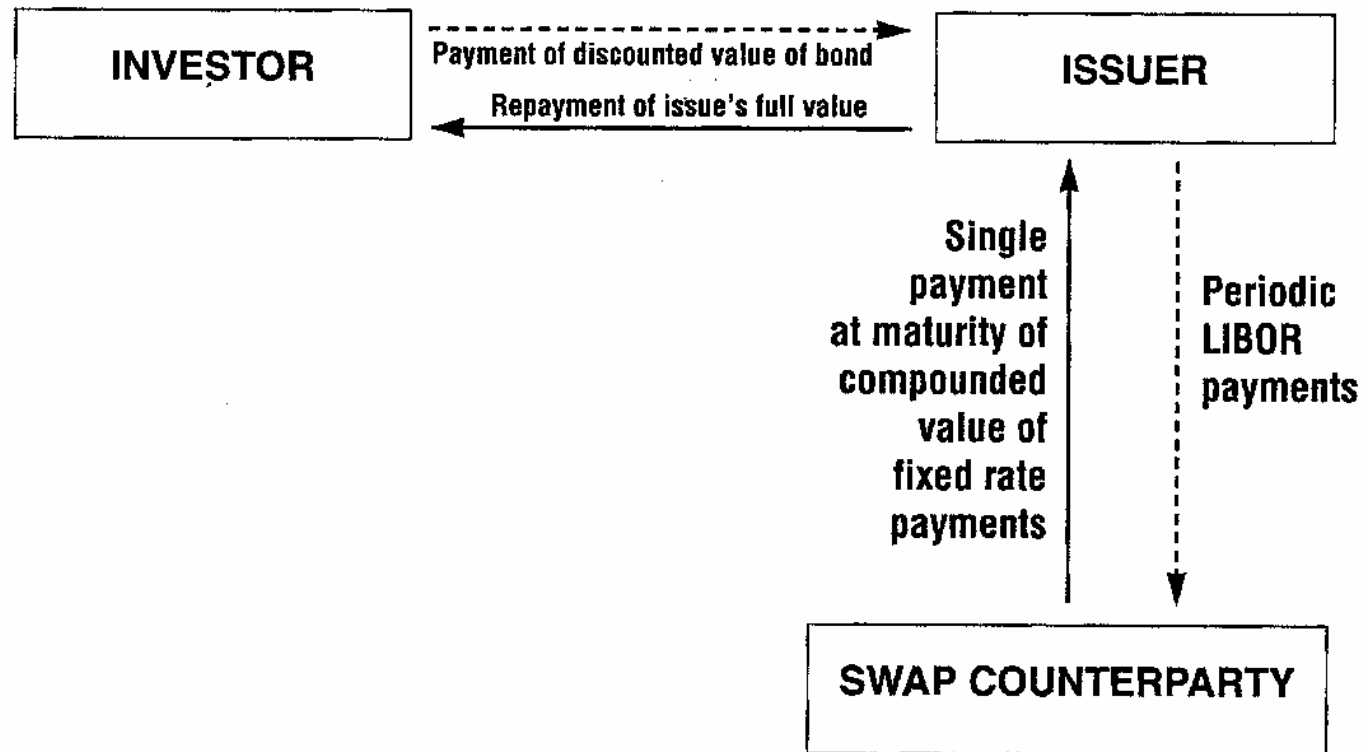 INVESTOR
Payment of discounted value of bond
Repayment of issue's full value
ISSUER
Single
payment
at maturity of
compounded
value of
fixed rate
payments
Periodic
LIBOR
payments
SWAP COUNTERPARTY